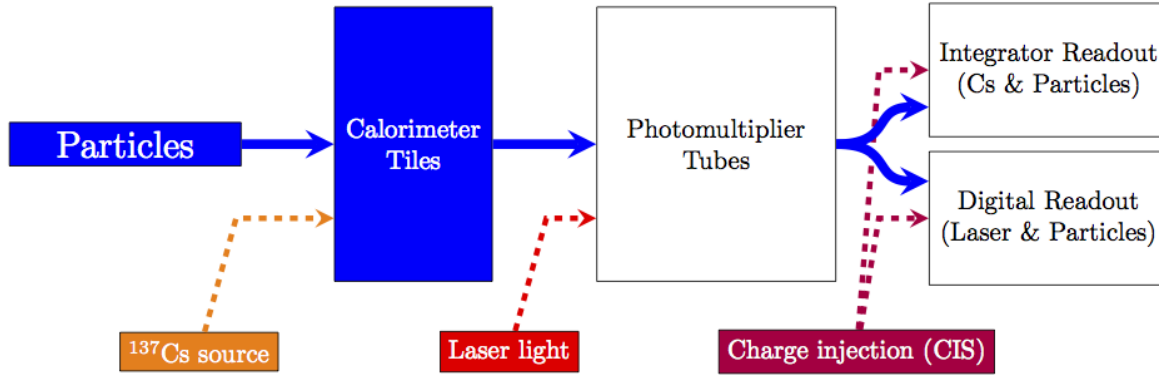 Particles
Calorimeter
Tiles
Photomultiplier
Tubes
Integrator Readout
(Cs & Particles)
Digital Readout
(Laser & Particles)
¹³⁷Cs source
Laser light
Charge injection (CIS)